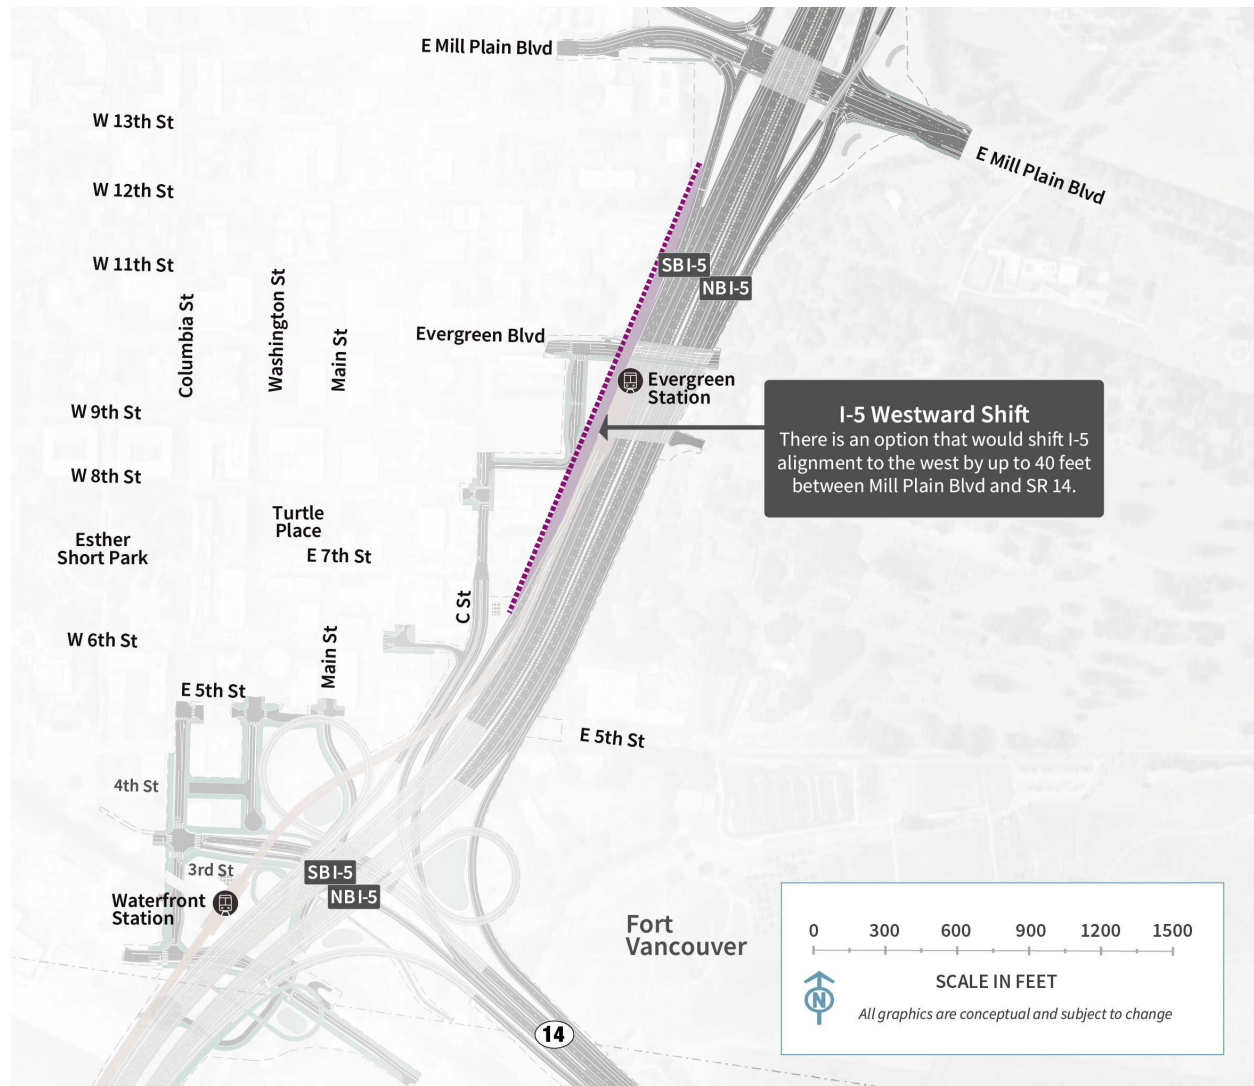 E Mill Plain Blvd
W 13th St
E Mill Plain Blvd
W 12th St
W 11th St
SB I-5
NB I-5
Columbia St
Washington St
Main St
Evergreen Blvd
Evergreen
Station
W 9th St
I-5 Westward Shift
There is an option that would shift I-5
alignment to the west by up to 40 feet
between Mill Plain Blvd and SR 14.
W 8th St
Turtle
Place
Esther
Short Park
E 7th St
C St
W 6th St
Main St
E 5th St
E 5th St
4th St
3rd St
SB I-5
NB I-5
Waterfront
Station
Fort
Vancouver
14
0 300 600 900 1200 1500
SCALE IN FEET
N
All graphics are conceptual and subject to change